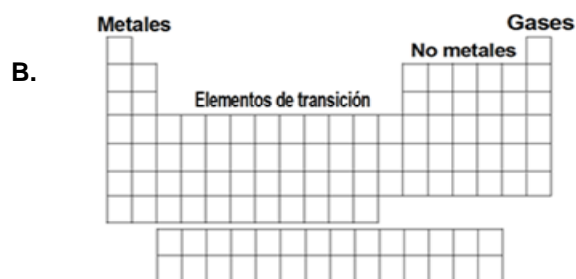 Metales
Gases
No metales
B.
Elementos de transición